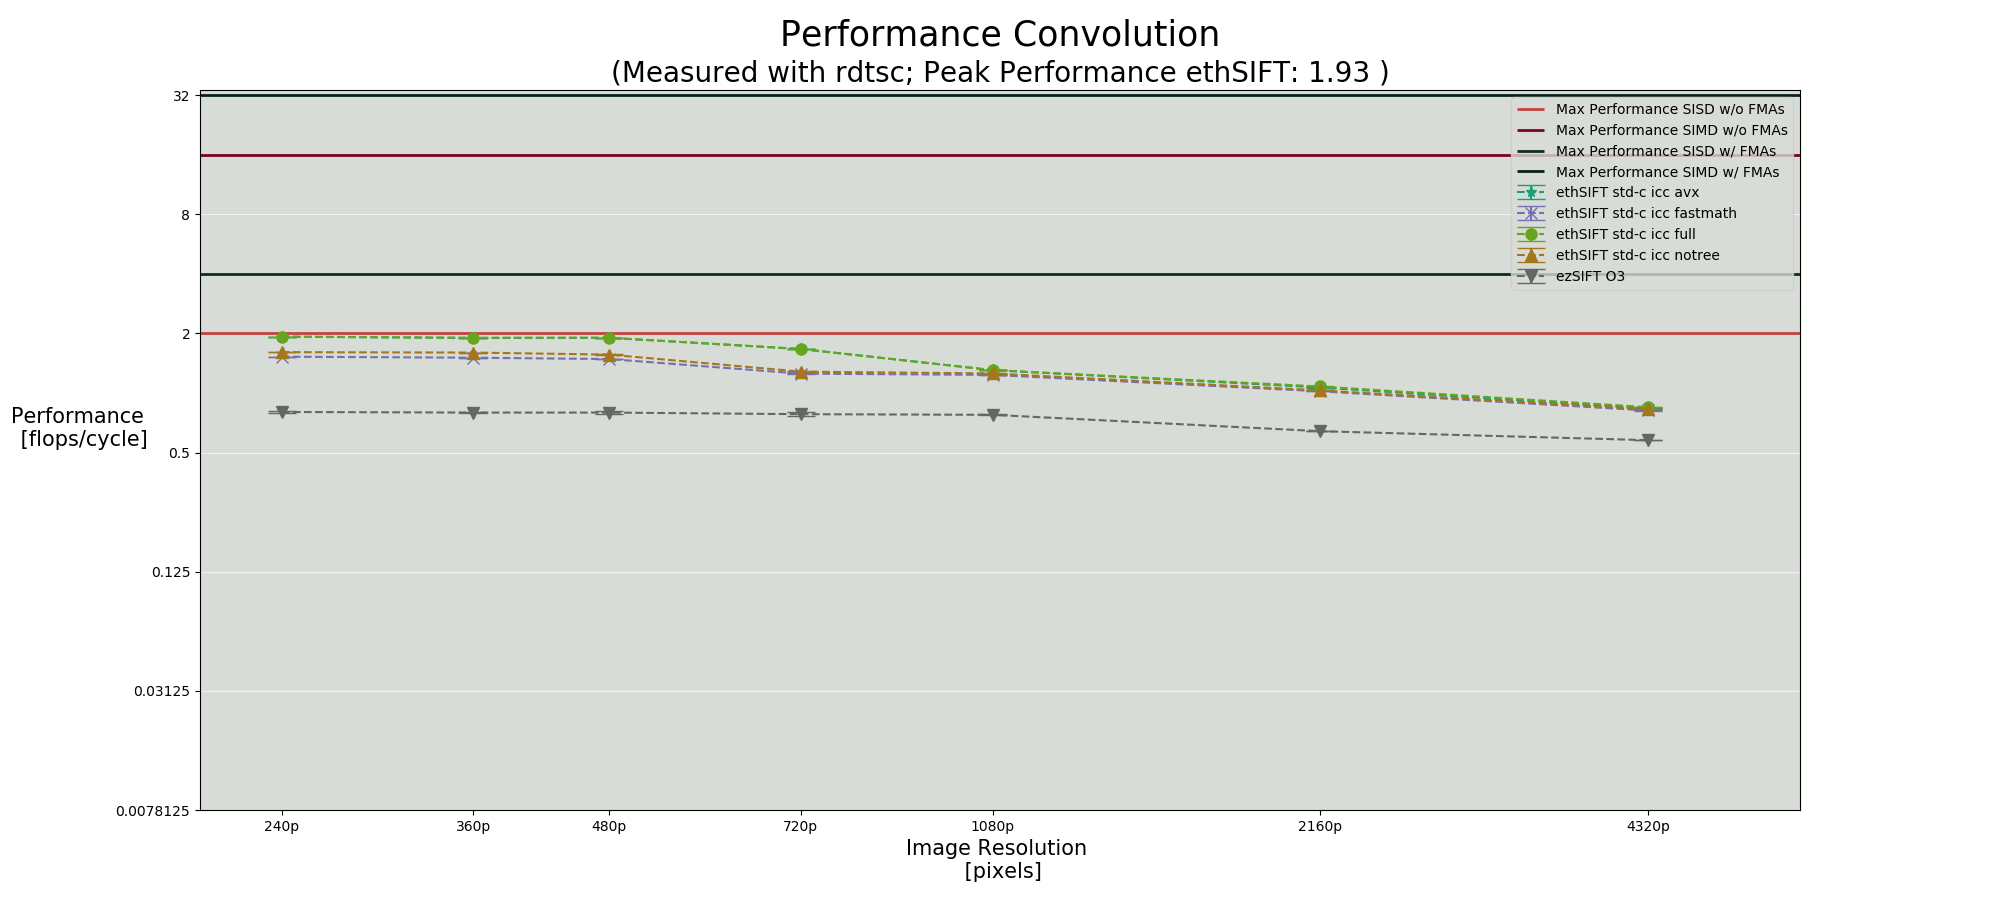 Performance Convolution
(Measured with rdtsc; Peak Performance ethSIFT: 1.93 )
32
8
2
0.5
0.125
0.03125
0.0078125
Performance
[flops/cycle]
Max Performance SISD w/o FMAs
Max Performance SIMD w/o FMAs
Max Performance SISD w/ FMAs
Max Performance SIMD w/ FMAs
ethSIFT std-c icc avx
ethSIFT std-c icc fastmath
ethSIFT std-c icc full
ethSIFT std-c icc notree
ezSIFT O3
240p 360p 480p 720p 1080p 2160p 4320p
Image Resolution
[pixels]